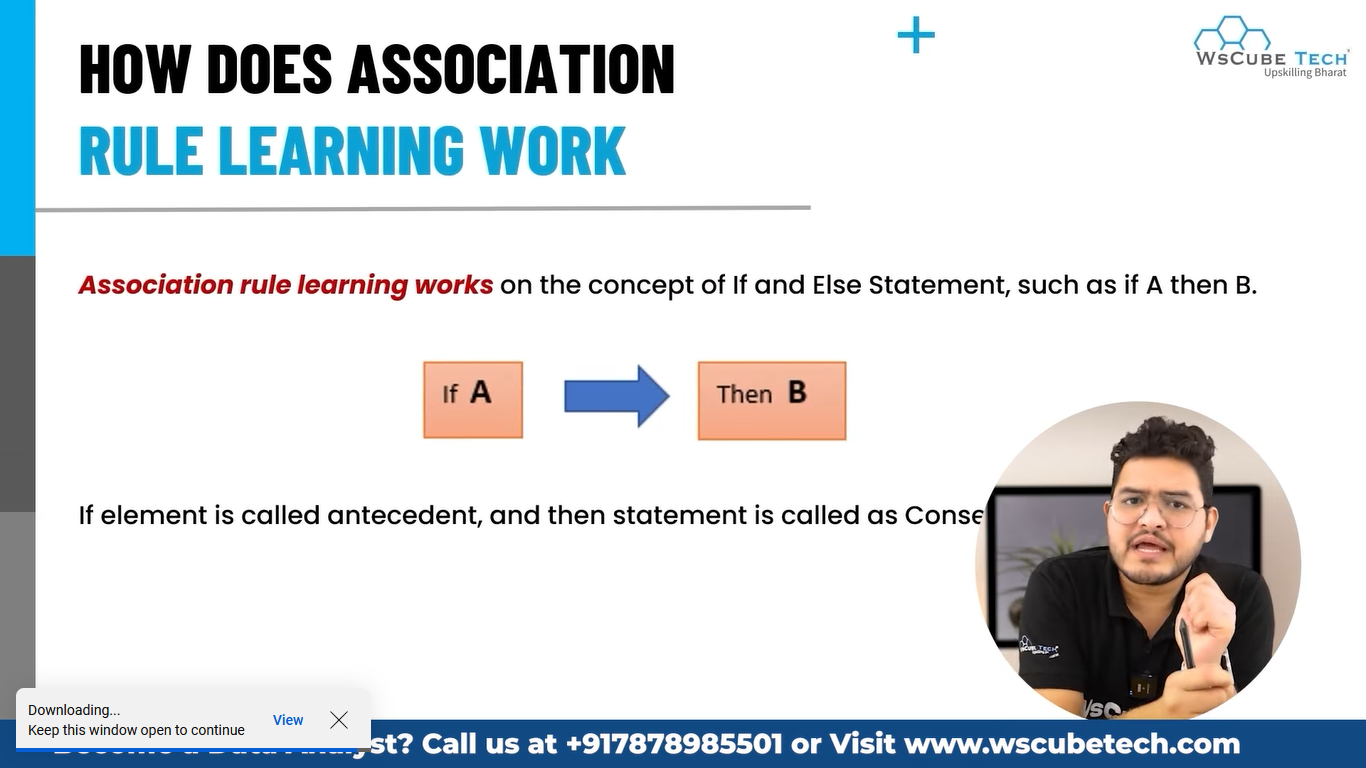 HOW DOES ASSOCIATION
RULE LEARNING WORK
WSCUBE TECH
Upskilling Bharat
Association rule learning works on the concept of If and Else Statement, such as if A then B.
If A
Then B
If element is called antecedent, and then statement is called as
WSCUBE TECH
Downloading...
Keep this window open to continue
View
Call us at +917878985501 or Visit www.wscubetech.com